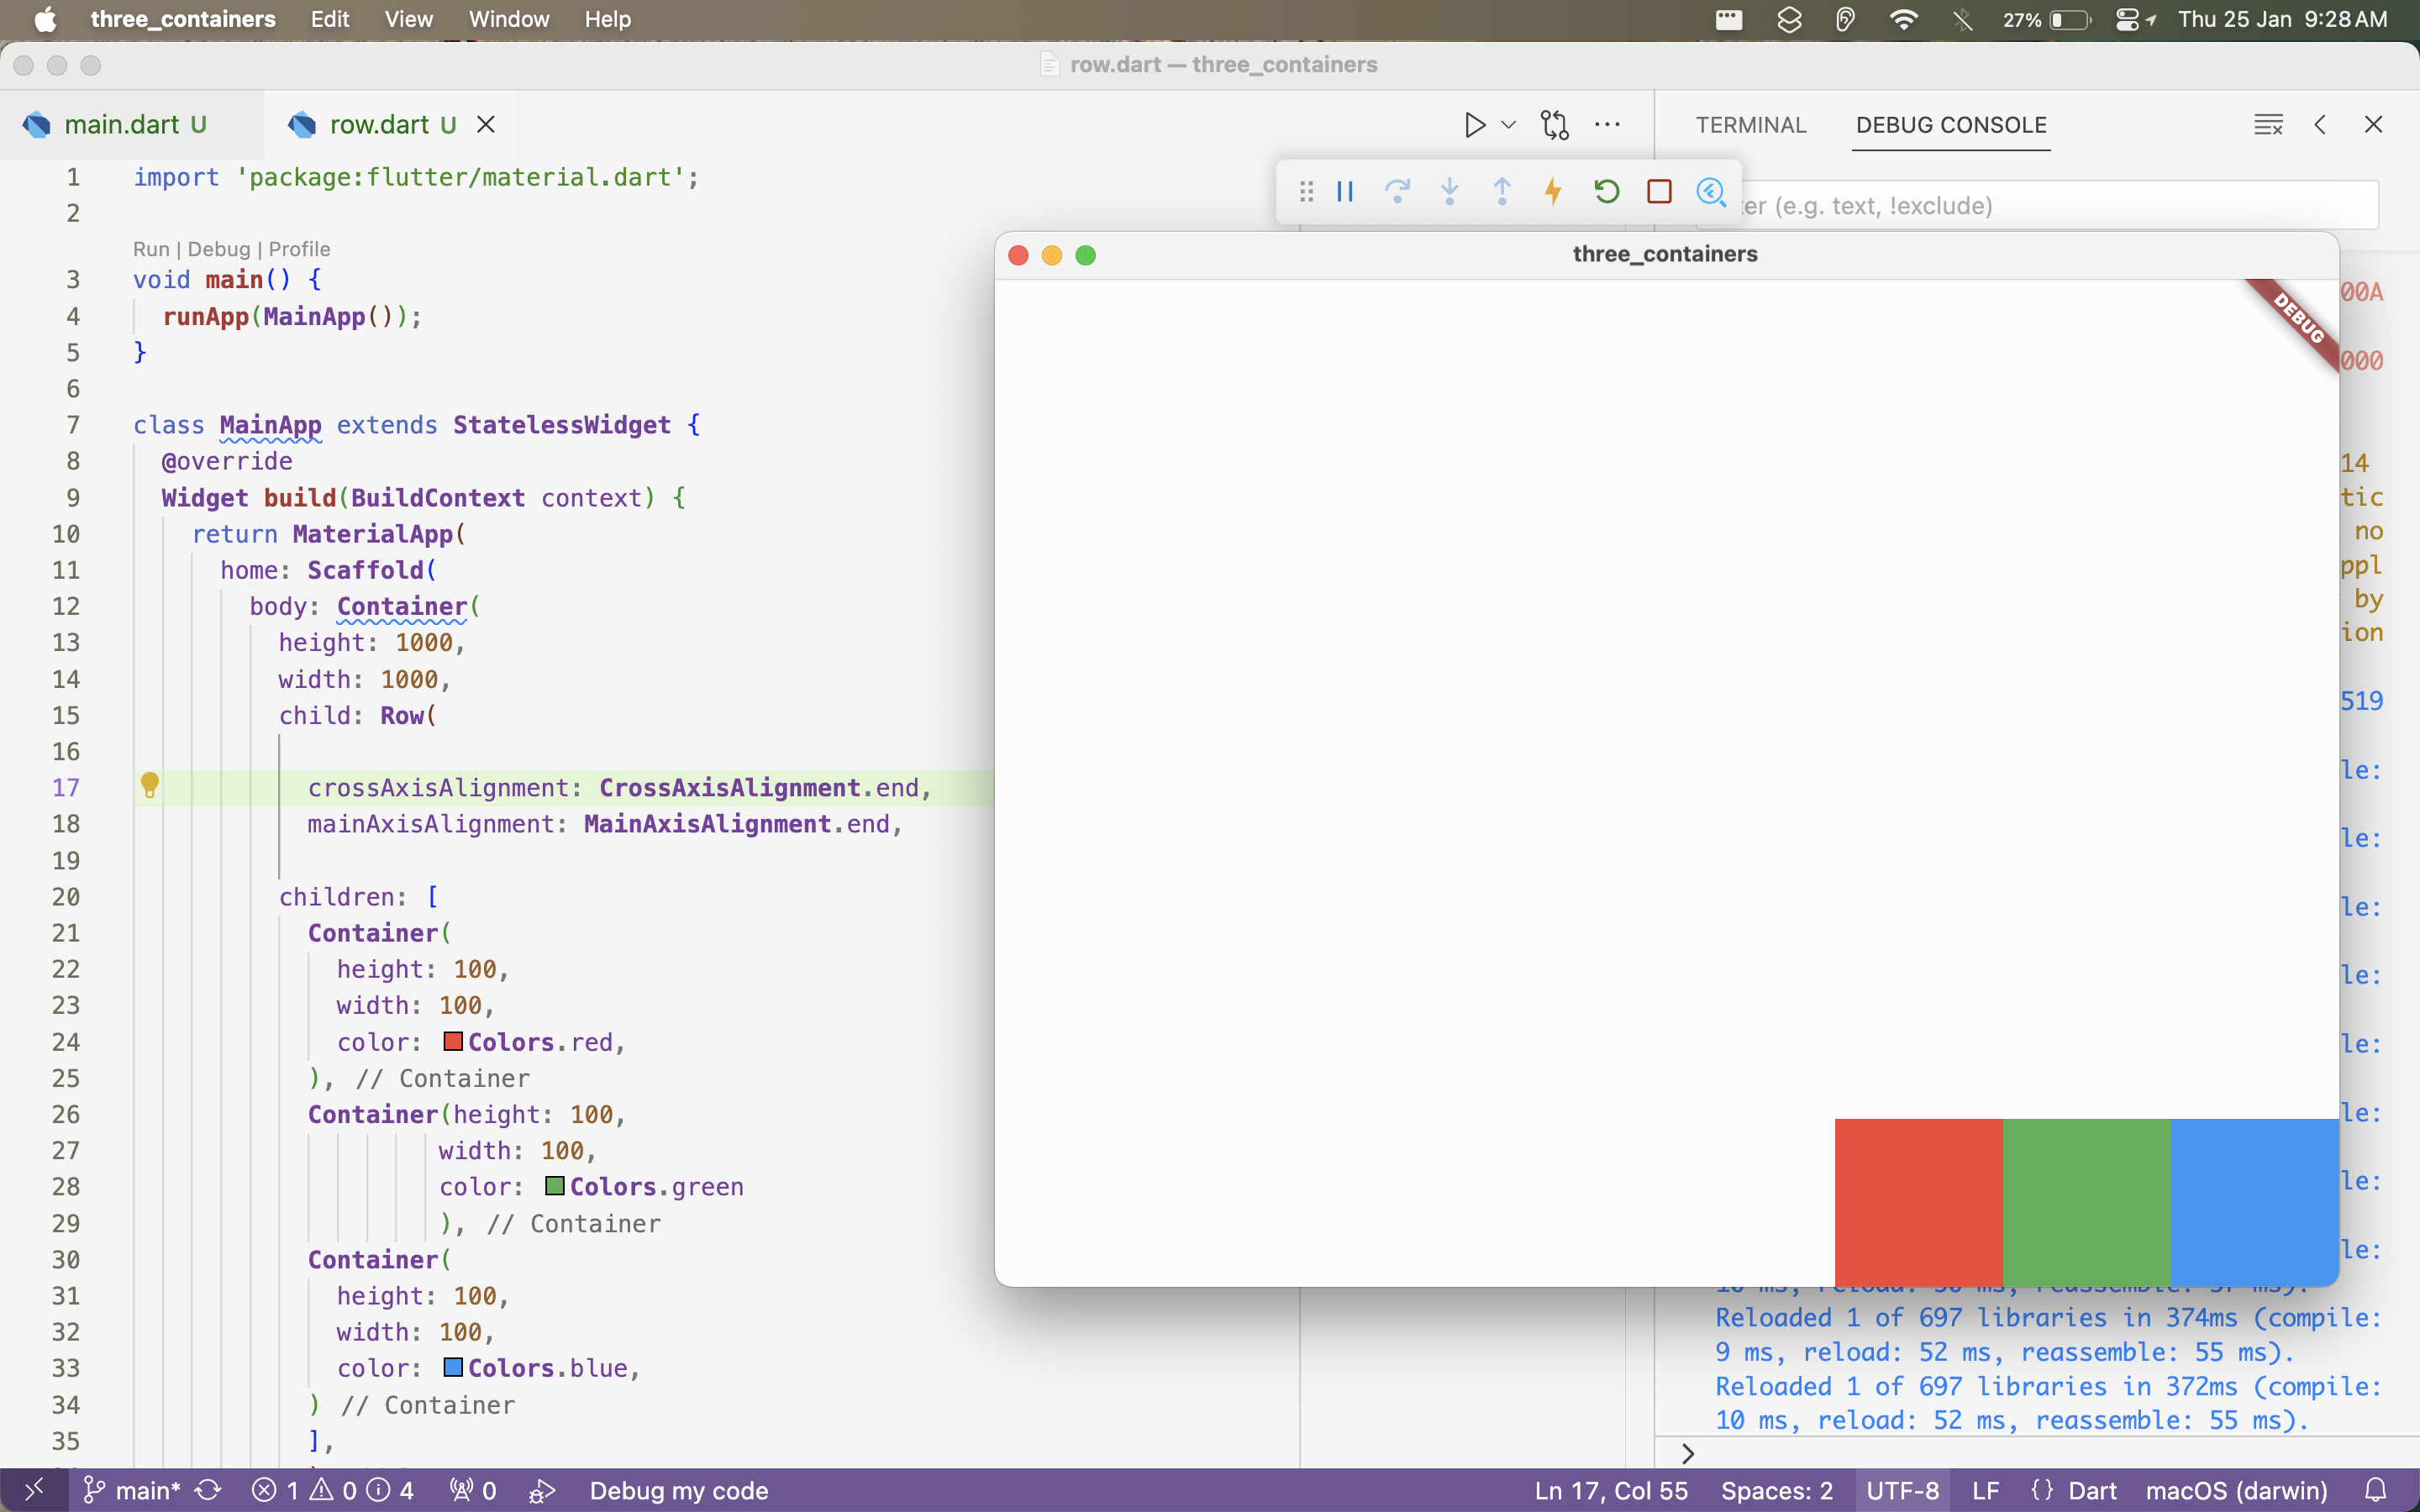 three_containers Edit View Window Help 27% Thu 25 Jan 9:28 AM
row.dart — three_containers
main.dart U row.dart U
TERMINAL DEBUG CONSOLE
1 import 'package:flutter/material.dart';
2
ter (e.g. text, !exclude)
Run | Debug | Profile
3 void main() {
4 runApp(MainApp());
5 }
6
7 class MainApp extends StatelessWidget {
8 @override
9 Widget build(BuildContext context) {
10 return MaterialApp(
11 home: Scaffold(
12 body: Container(
13 height: 1000,
14 width: 1000,
15 child: Row(
16
17 crossAxisAlignment: CrossAxisAlignment.end,
18 mainAxisAlignment: MainAxisAlignment.end,
19
20 children: [
21 Container(
22 height: 100,
23 width: 100,
24 color: Colors.red,
25 ), // Container
26 Container(height: 100,
27 width: 100,
28 color: Colors.green
29 ), // Container
30 Container(
31 height: 100,
32 width: 100,
33 color: Colors.blue,
34 ) // Container
35 ],
three_containers
DEBUG
00A
000
14
tic
no
ppl
by
ion
519
le:
le:
le:
le:
le:
le:
le:
le:
Reloaded 1 of 697 libraries in 374ms (compile:
9 ms, reload: 52 ms, reassemble: 55 ms).
Reloaded 1 of 697 libraries in 372ms (compile:
10 ms, reload: 52 ms, reassemble: 55 ms).
main* 1 0 4 0 Debug my code Ln 17, Col 55 Spaces: 2 UTF-8 LF {} Dart macOS (darwin)